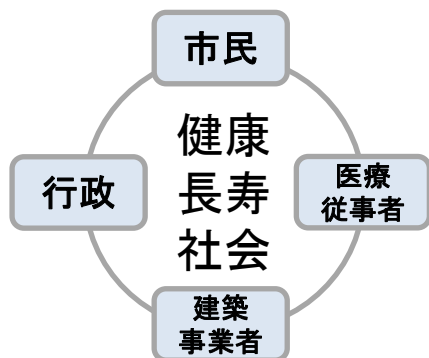 市民
健康
長寿
社会
行政
医療
従事者
建築
事業者